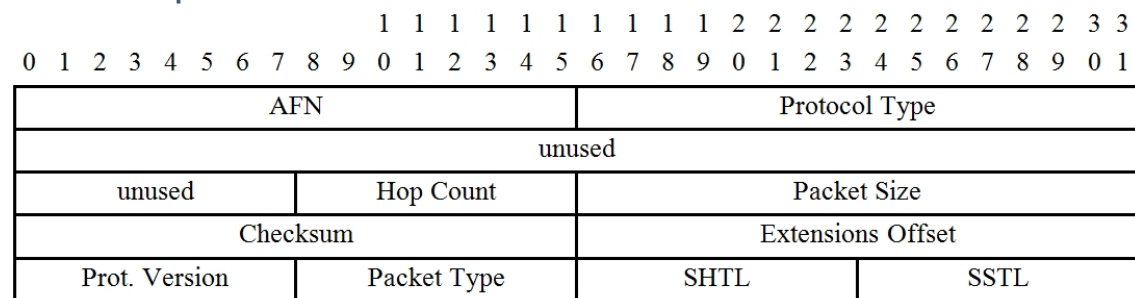 1 1 1 1 1 1 1 1 1 1 2 2 2 2 2 2 2 2 2 2 3 3
0 1 2 3 4 5 6 7 8 9 0 1 2 3 4 5 6 7 8 9 0 1 2 3 4 5 6 7 8 9 0 1
AFN Protocol Type
unused
unused Hop Count Packet Size
Checksum Extensions Offset
Prot. Version Packet Type SHTL SSTL